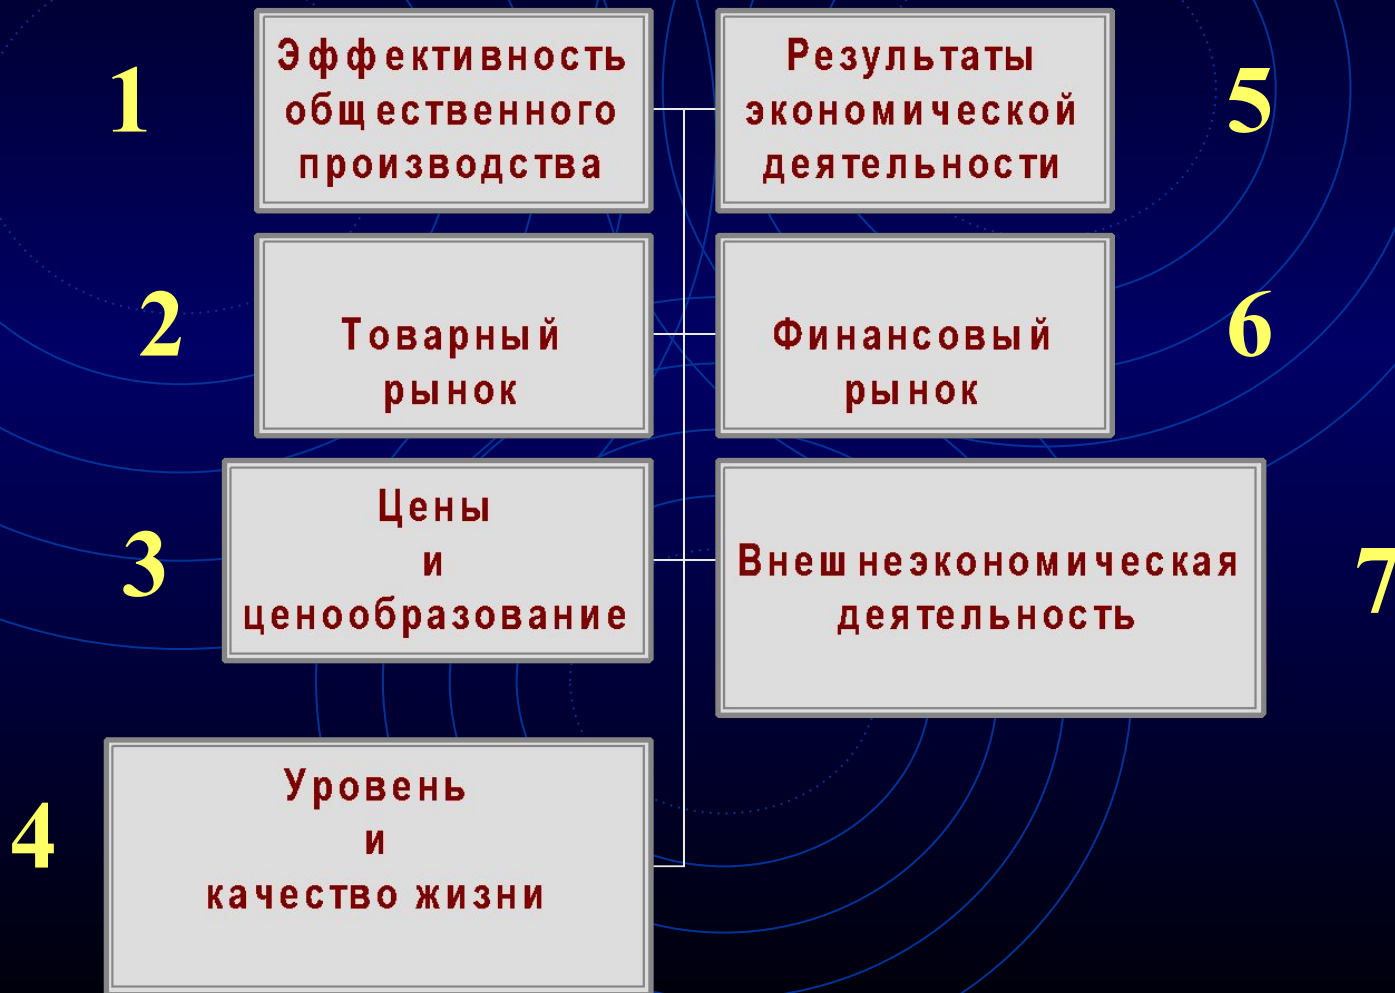 1
Эффективность
общественного
производства
Результаты
экономической
деятельности
5
2
Товарный
рынок
Финансовый
рынок
6
3
Цены
и
ценообразование
Внешнеэкономическая
деятельность
7
4
Уровень
и
качество жизни